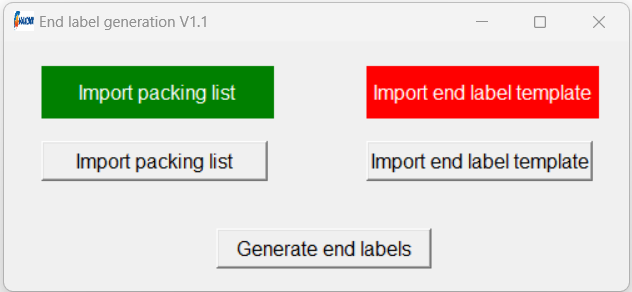 End label generation V1.1
Import packing list
Import end label template
Import packing list
Import end label template
Generate end labels